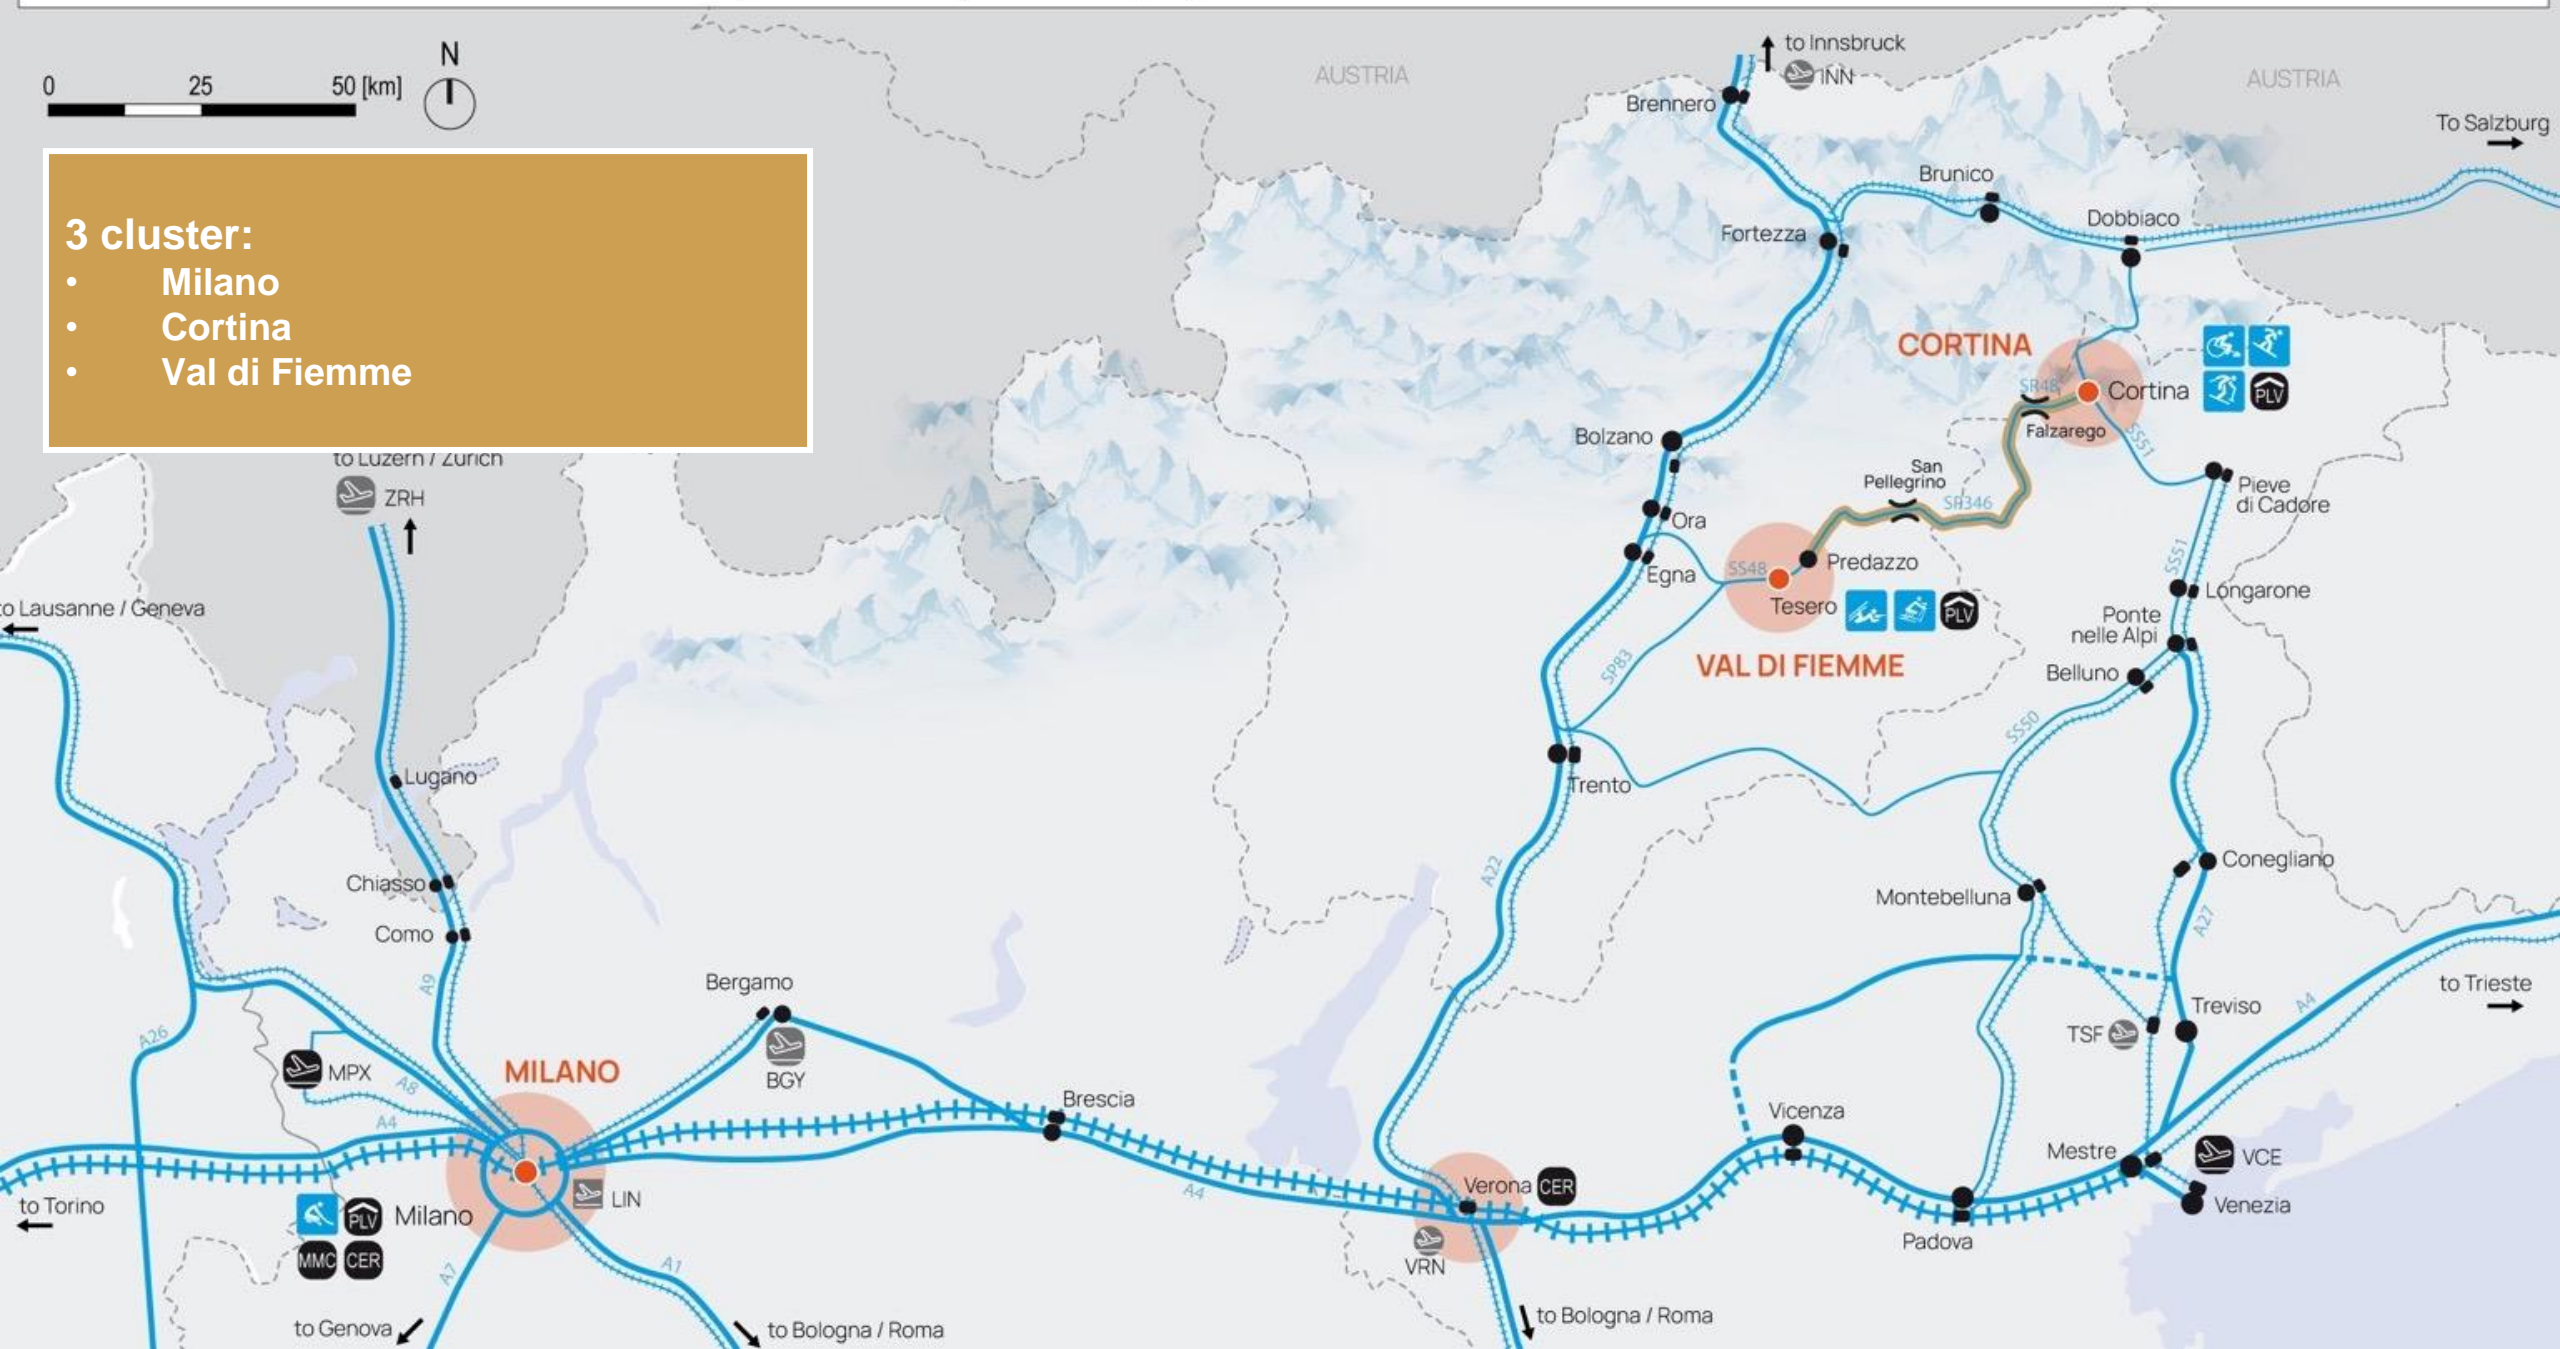 N
0 25 50 [km]
3 cluster:
• Milano
• Cortina
• Val di Fiemme
AUSTRIA
to Innsbruck
INN
AUSTRIA
To Salzburg
Brennero
Brunico
Dobbiaco
Fortezza
CORTINA
SR48
Cortina
PLV
Falzarego
SS51
Bolzano
San
Pellegrino
SR346
Pieve
di Cadore
to Luzern / Zurich
ZRH
Ora
Egna
SS48
Predazzo
Tesero
PLV
VAL DI FIEMME
SP83
SS51
Longarone
Ponte
nelle Alpi
Belluno
SS50
to Lausanne / Geneva
Lugano
Trento
Chiasso
Como
A9
A22
Conegliano
Montebelluna
A27
Bergamo
BGY
to Trieste
A4
Treviso
TSF
A26
MPX
A8
A4
MILANO
Brescia
Vicenza
Mestre
VCE
Venezia
to Torino
PLV
Milano
MMC
CER
LIN
A4
Verona
CER
VRN
Padova
A7
A1
to Genova
to Bologna / Roma
to Bologna / Roma